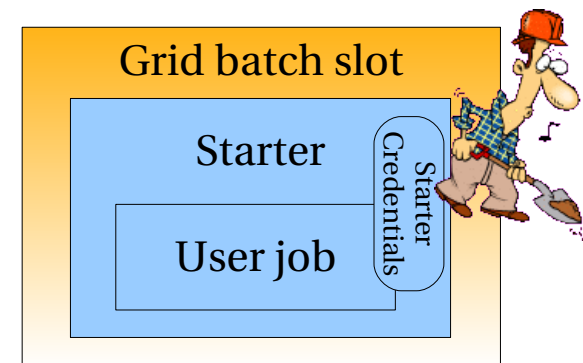 Grid batch slot
Starter
Starter
Credentials
User job